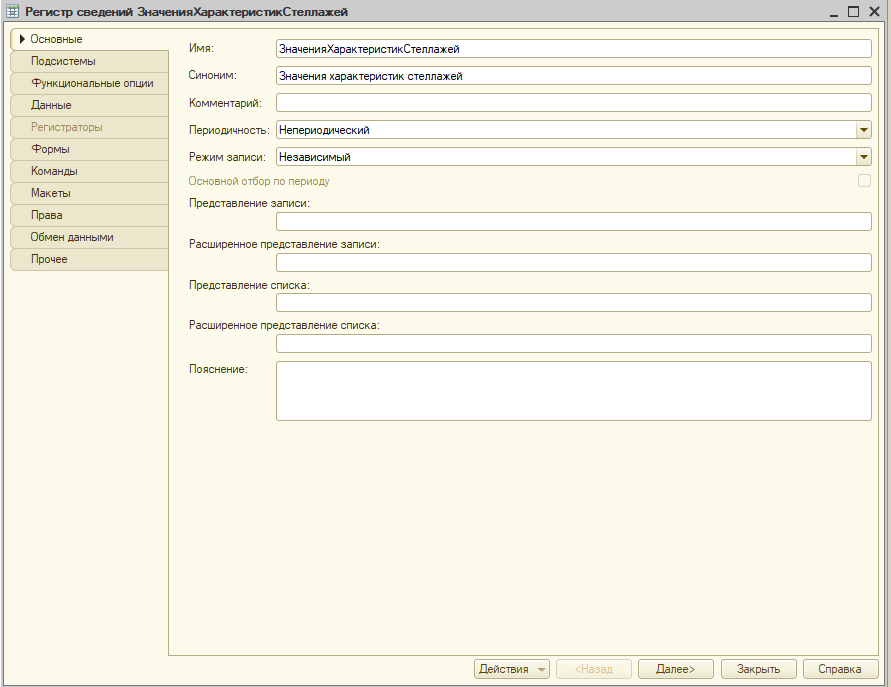 Регистр сведений ЗначенияХарактеристикСтеллажей
Основные
Подсистемы
Функциональные опции
Данные
Регистраторы
Формы
Команды
Макеты
Права
Обмен данными
Прочее
Имя: ЗначенияХарактеристикСтеллажей
Синоним: Значения характеристик стеллажей
Комментарий:
Периодичность: Непериодический
Режим записи: Независимый
Основной отбор по периоду
Представление записи:
Расширенное представление записи:
Представление списка:
Расширенное представление списка:
Пояснение:
Действия <Назад Далее> Закрыть Справка